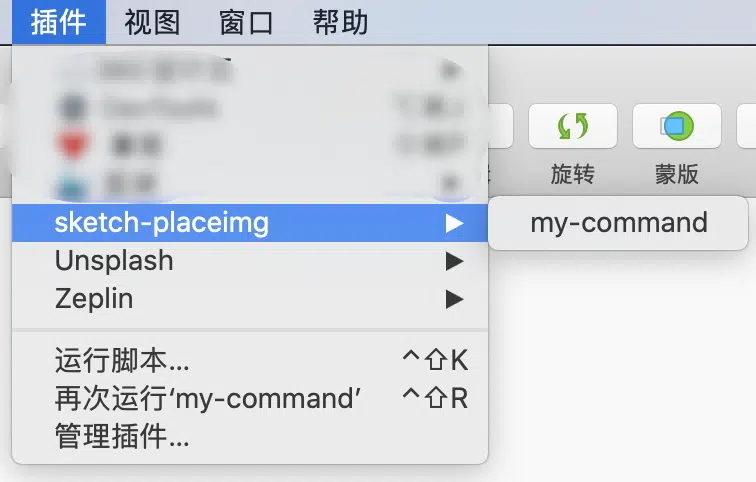 插件 视图 窗口 帮助
旋转 蒙版
sketch-placeimg my-command
Unsplash
Zeplin
运行脚本... ^⇧K
再次运行‘my-command’ ^⇧R
管理插件...